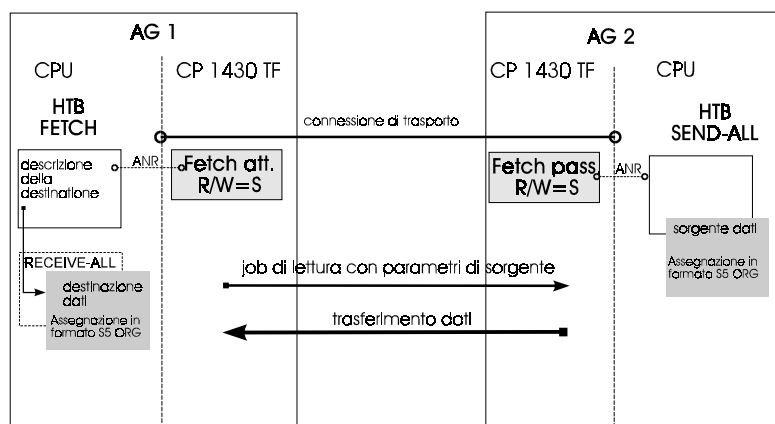 AG 1
AG 2
CPU
CP 1430 TF
CP 1430 TF
CPU
HTB
FETCH
HTB
SEND-ALL
connessione di trasporto
descrizione
della
destinatione
ANR
Fetch att.
R/W=S
Fetch pass
R/W=S
ANR
sorgente dati
Assegnazione in
formato S5 ORG
RECEIVE-ALL
destinazione
dati
Assegnazione in
formato S5 ORG
job di lettura con parametri di sorgente
trasferimento dati